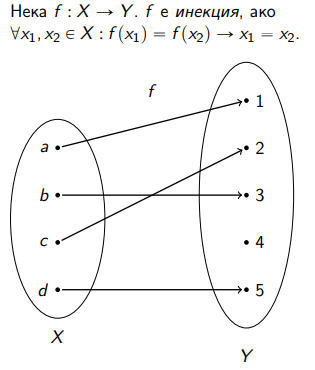 Нека f : X → Y. f е инекция, ако
∀x₁, x₂ ∈ X : f(x₁) = f(x₂) → x₁ = x₂.
f
a
b
c
d
1
2
3
4
5
X
Y